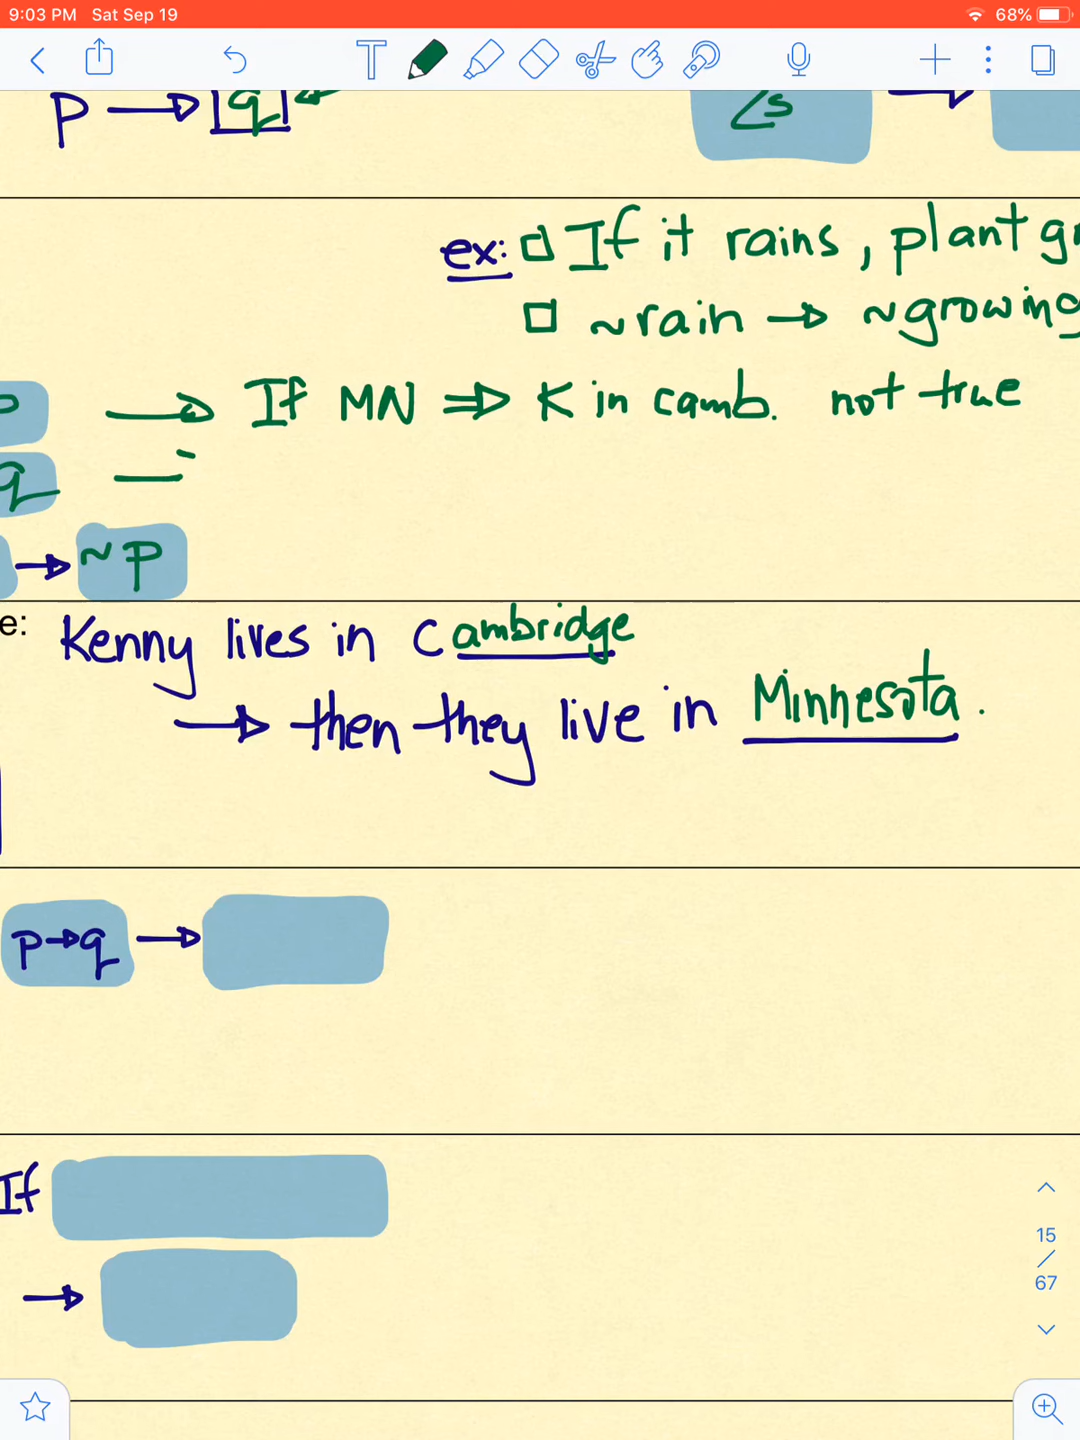 9:03 PM Sat Sep 19 68%
T
p → q
∠s →
ex: □ If it rains, plant
□ ~rain → ~growing
→ If MN ⇒ K in camb. not true
q —
→ ~p
e: Kenny lives in Cambridge
→ then they live in Minnesota.
p→q →
If
15
/
67
→